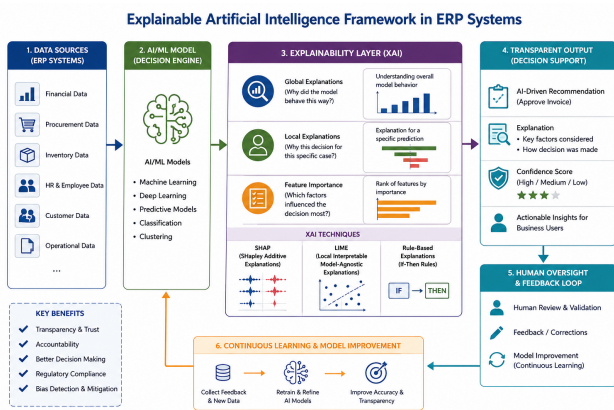 Explainable Artificial Intelligence Framework in ERP Systems
1. DATA SOURCES
(ERP SYSTEMS)
Financial Data
Procurement Data
Inventory Data
HR & Employee Data
Customer Data
Operational Data
...
2. AI/ML MODEL
(DECISION ENGINE)
AI/ML Models
• Machine Learning
• Deep Learning
• Predictive Models
• Classification
• Clustering
3. EXPLAINABILITY LAYER (XAI)
Global Explanations
(Why did the model
behave this way?)
Understanding overall
model behavior
Local Explanations
(Why this decision for
this specific case?)
Explanation for a
specific prediction
Feature Importance
(Which factors
influenced the
decision most?)
Rank of features by
importance
XAI TECHNIQUES
SHAP
(SHapley Additive
Explanations)
LIME
(Local Interpretable
Model-Agnostic
Explanations)
Rule-Based
Explanations
(If-Then Rules)
IF
THEN
4. TRANSPARENT OUTPUT
(DECISION SUPPORT)
AI-Driven Recommendation
(Approve Invoice)
Explanation
• Key factors considered
• How decision was made
Confidence Score
(High / Medium / Low)
Actionable Insights for
Business Users
5. HUMAN OVERSIGHT
& FEEDBACK LOOP
Human Review & Validation
Feedback / Corrections
Model Improvement
(Continuous Learning)
6. CONTINUOUS LEARNING & MODEL IMPROVEMENT
Collect Feedback
& New Data
Retrain & Refine
AI Models
Improve Accuracy &
Transparency
KEY BENEFITS
Transparency & Trust
Accountability
Better Decision Making
Regulatory Compliance
Bias Detection & Mitigation